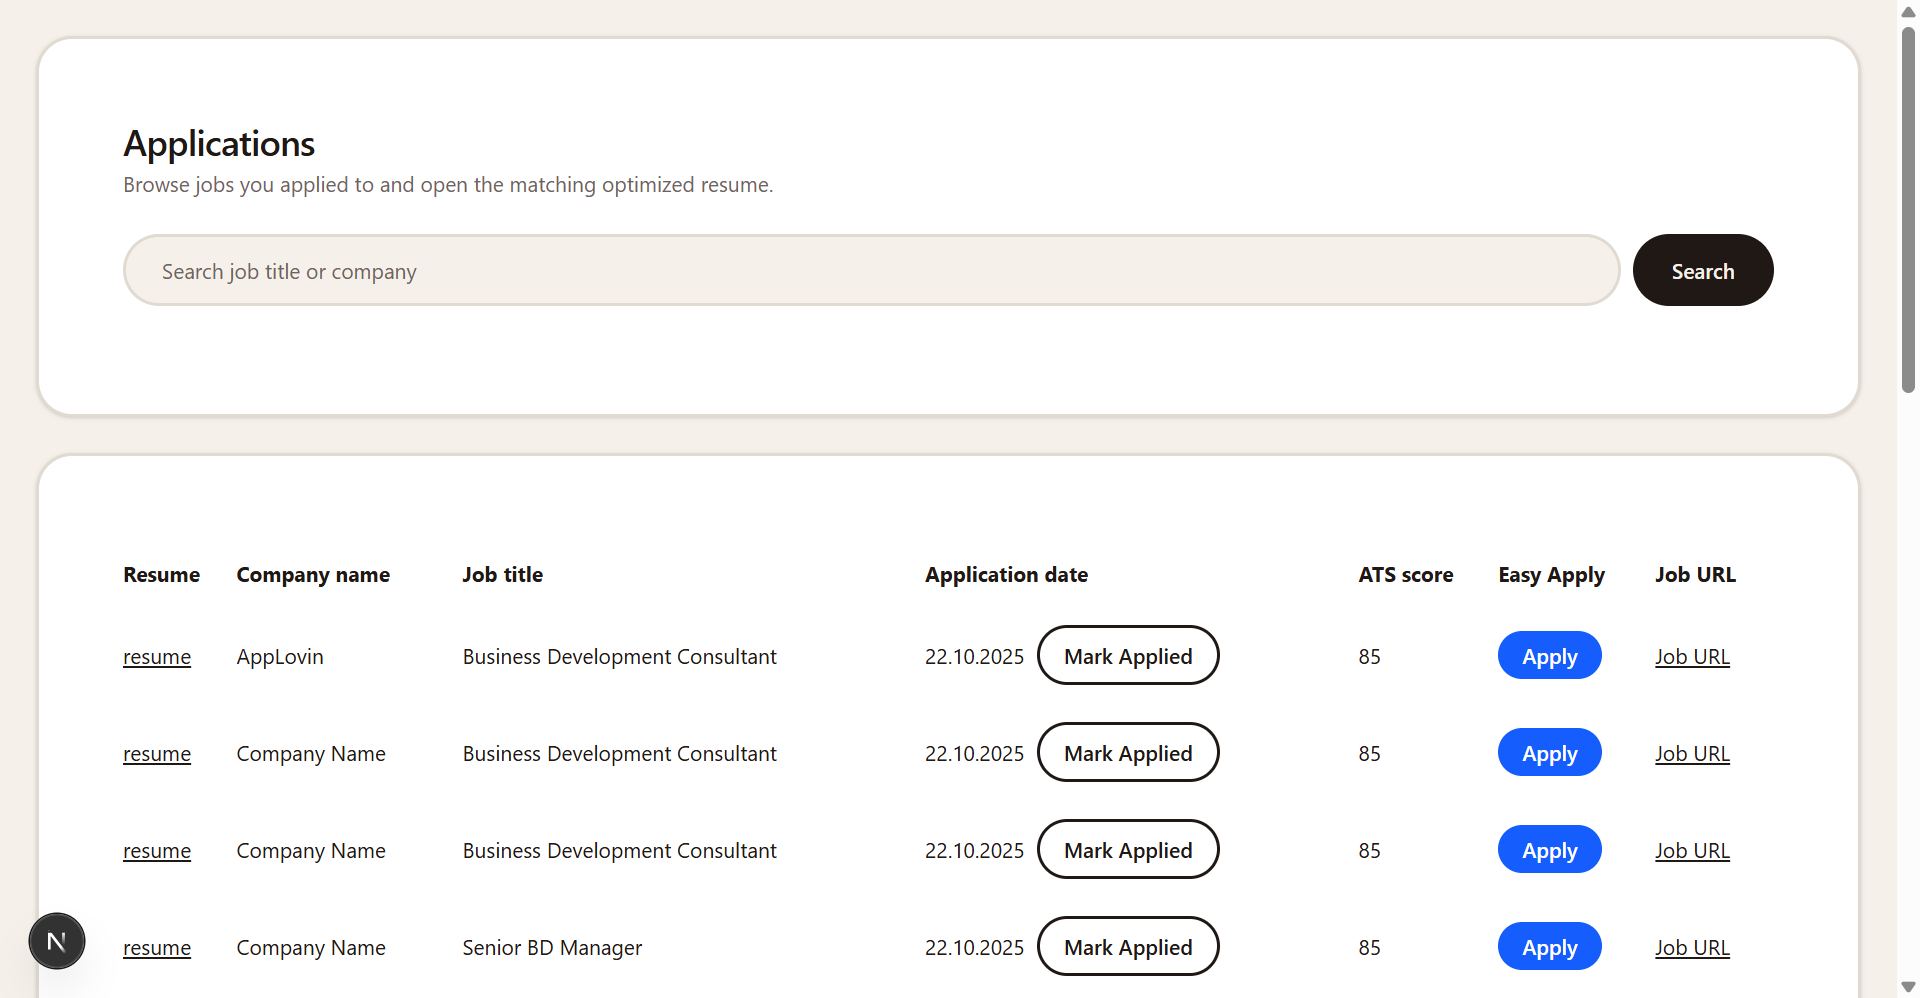 Applications
Browse jobs you applied to and open the matching optimized resume.
Search job title or company Search
Resume Company name Job title Application date ATS score Easy Apply Job URL
resume AppLovin Business Development Consultant 22.10.2025 Mark Applied 85 Apply Job URL
resume Company Name Business Development Consultant 22.10.2025 Mark Applied 85 Apply Job URL
resume Company Name Business Development Consultant 22.10.2025 Mark Applied 85 Apply Job URL
resume Company Name Senior BD Manager 22.10.2025 Mark Applied 85 Apply Job URL
N